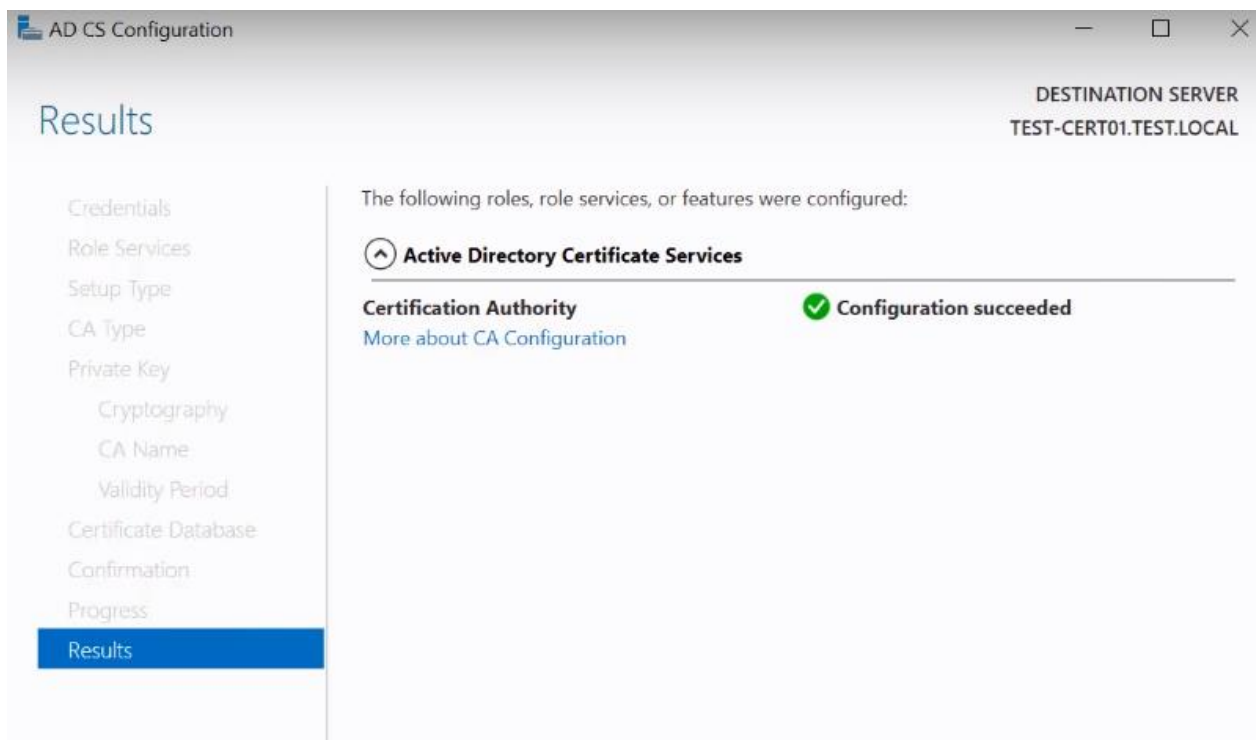 AD CS Configuration
DESTINATION SERVER
TEST-CERT01.TEST.LOCAL
Results
Credentials
Role Services
Setup Type
CA Type
Private Key
Cryptography
CA Name
Validity Period
Certificate Database
Confirmation
Progress
Results
The following roles, role services, or features were configured:
Active Directory Certificate Services
Certification Authority
Configuration succeeded
More about CA Configuration